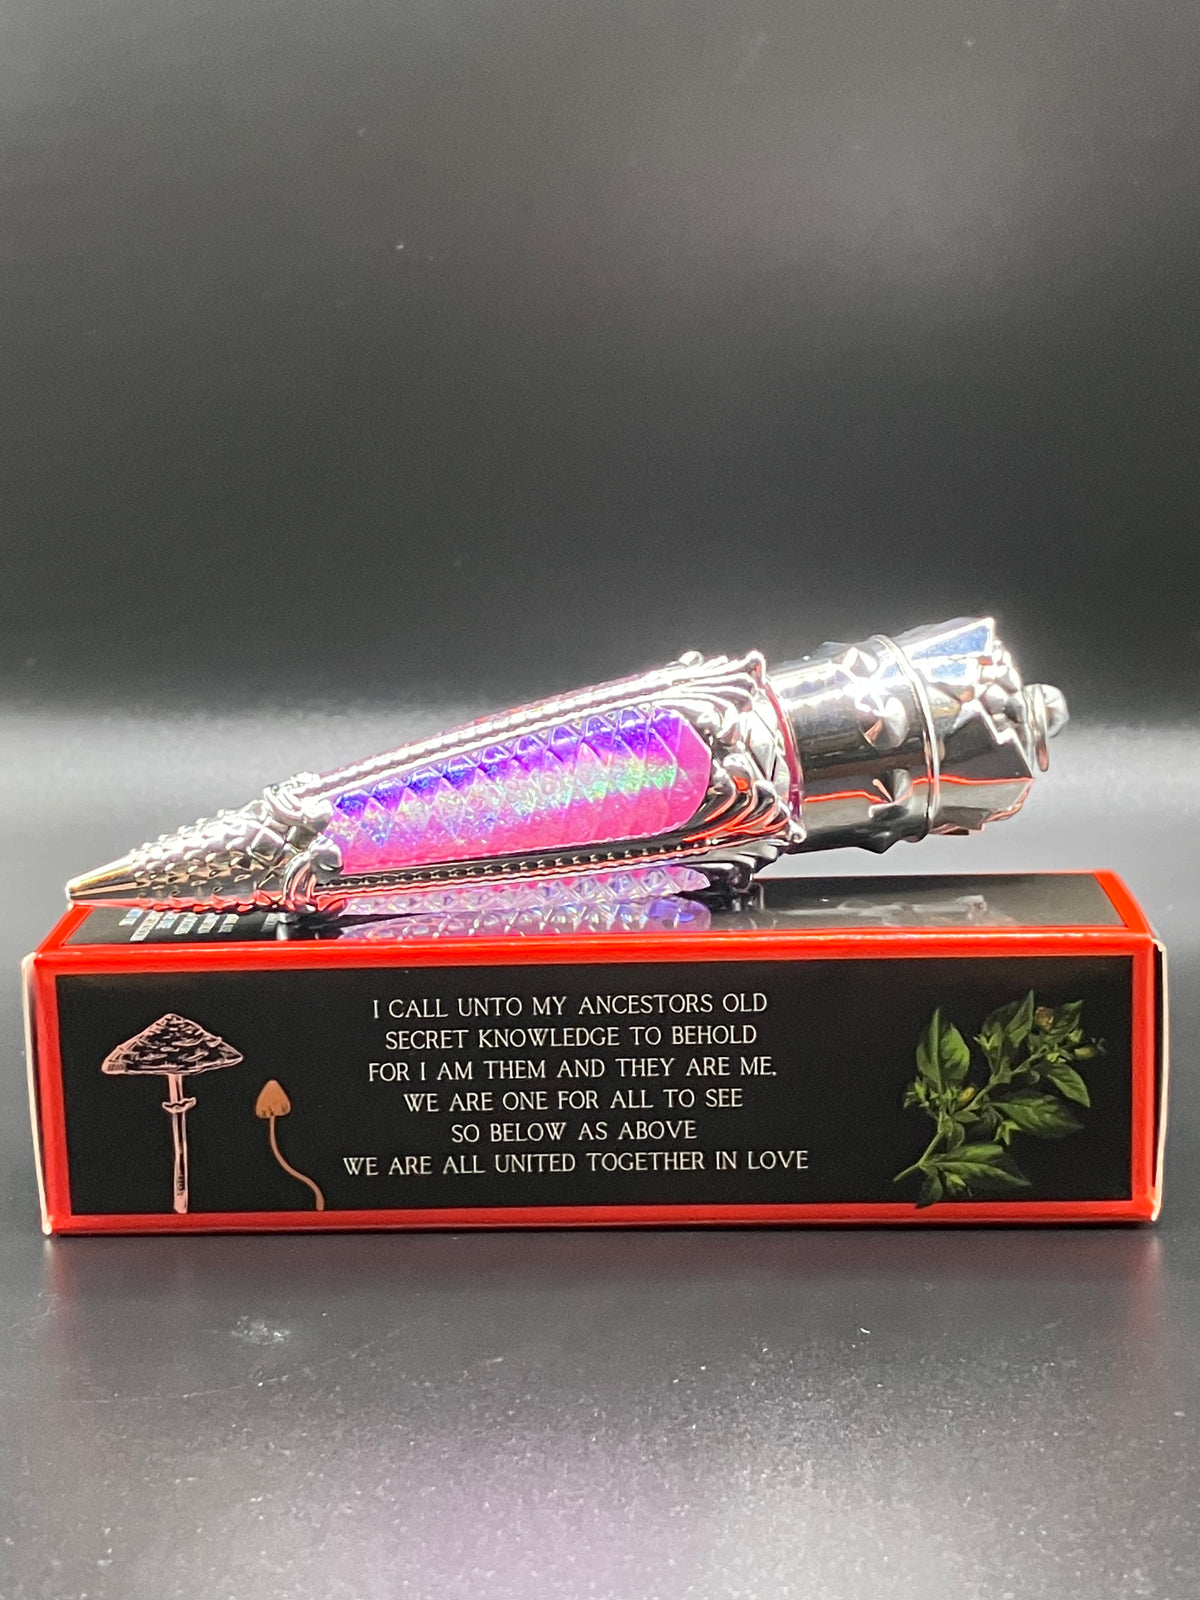 I CALL UNTO MY ANCESTORS OLD
SECRET KNOWLEDGE TO BEHOLD
FOR I AM THEM AND THEY ARE ME.
WE ARE ONE FOR ALL TO SEE
SO BELOW AS ABOVE
WE ARE ALL UNITED TOGETHER IN LOVE